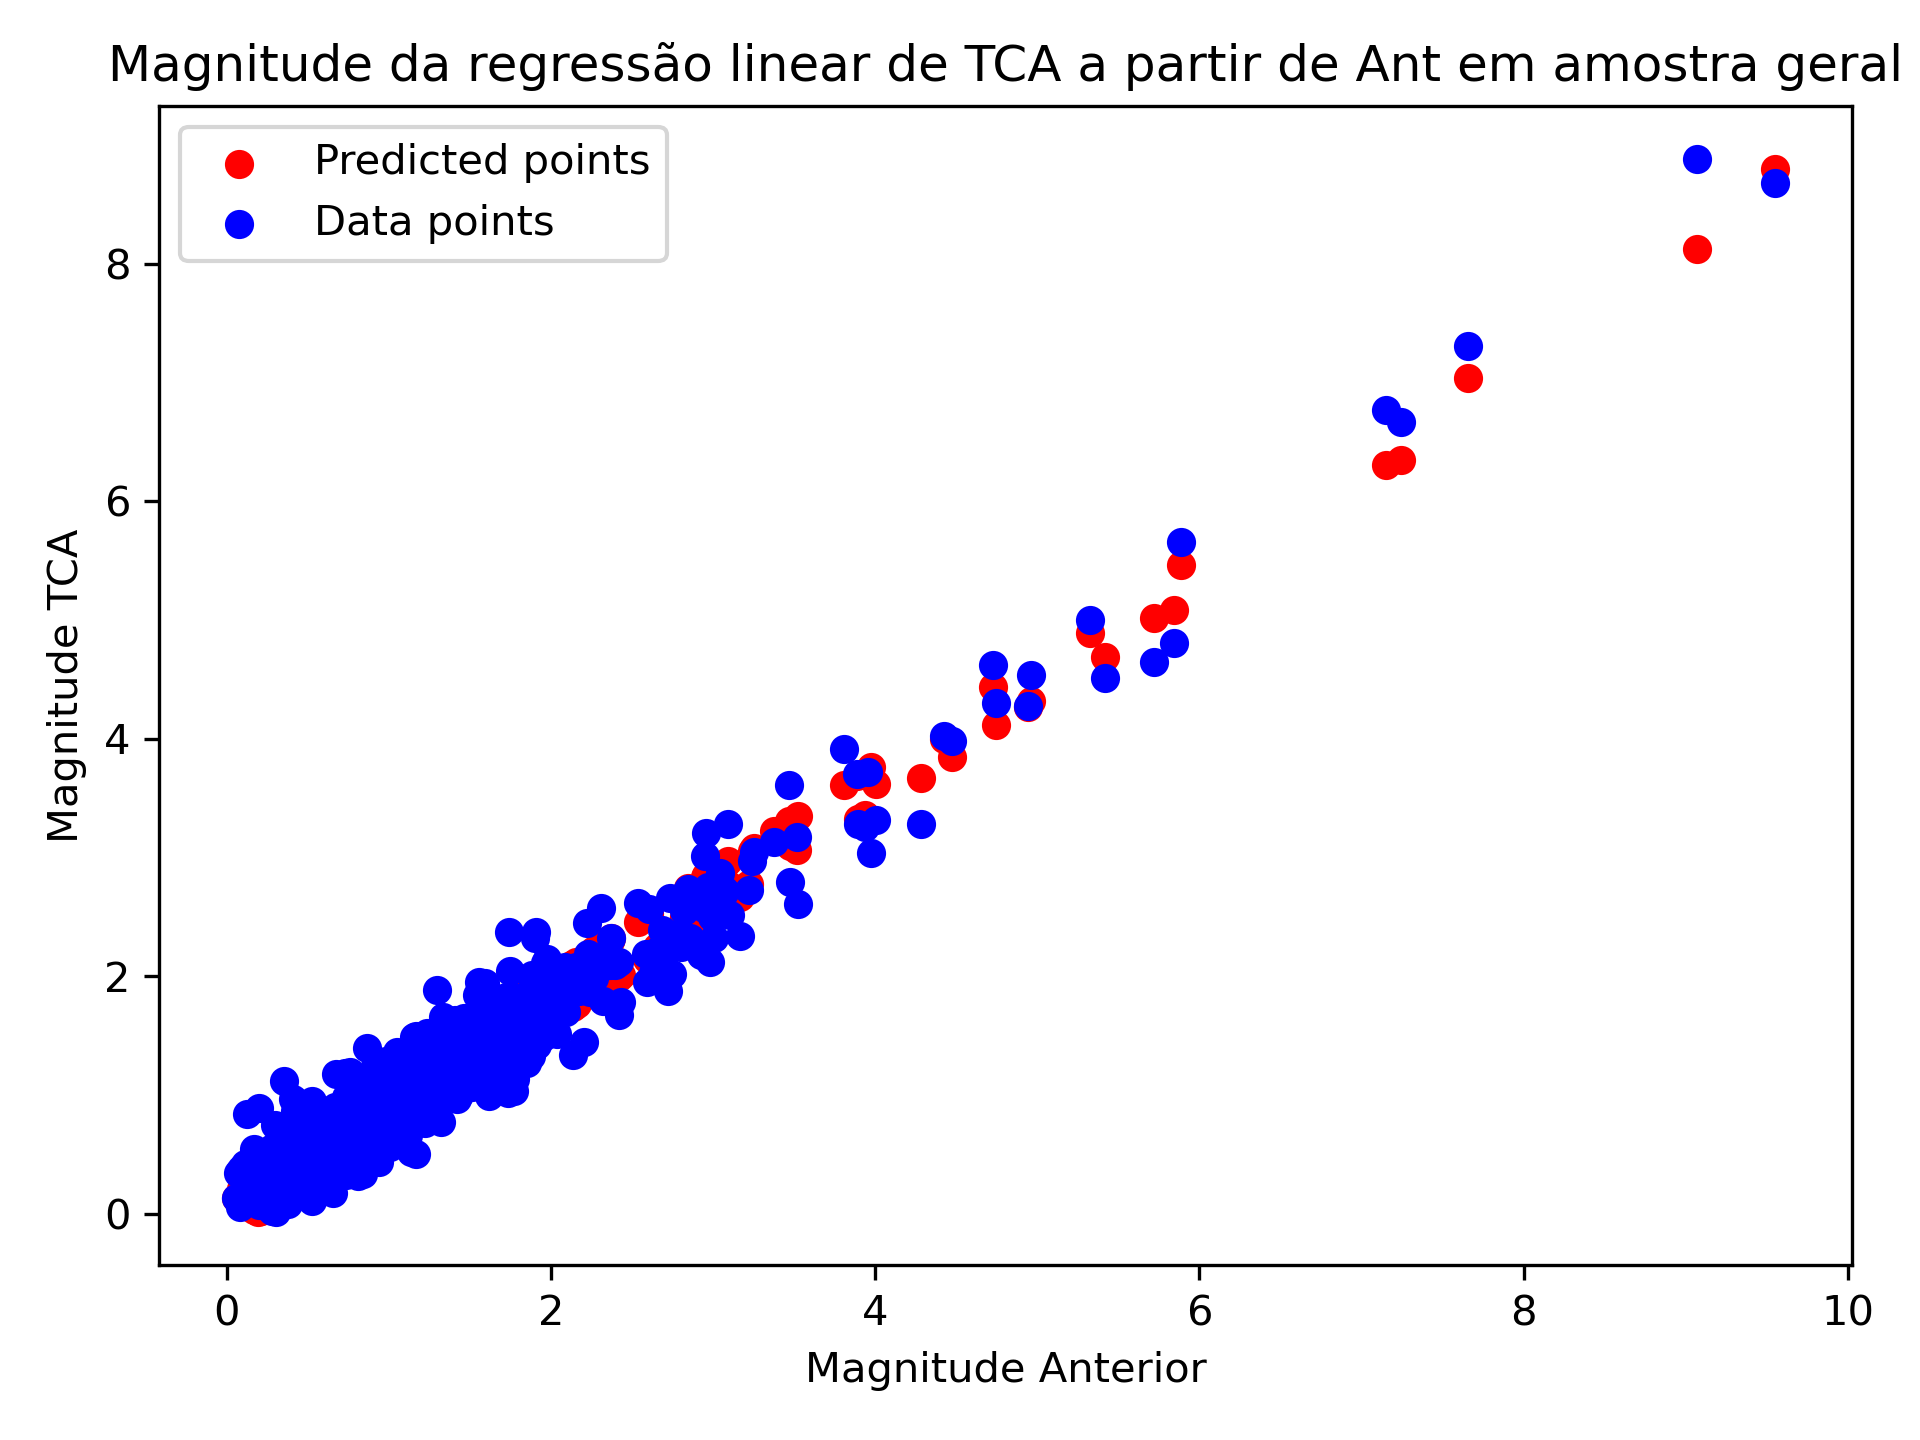 Magnitude da regressão linear de TCA a partir de Ant em amostra geral
Predicted points
Data points
8
6
4
2
0
Magnitude TCA
0 2 4 6 8 10
Magnitude Anterior